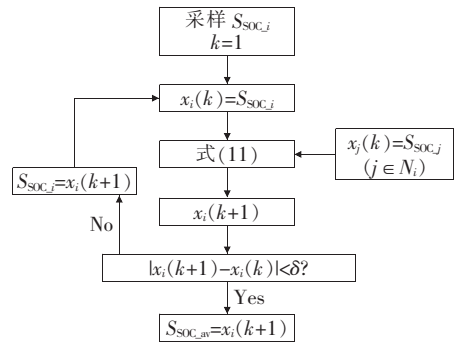 采样 S_SOC_i
k=1
x_i(k)=S_SOC_i
式(11)
x_j(k)=S_SOC_j
(j∈N_i)
S_SOC_i=x_i(k+1)
x_i(k+1)
No
|x_i(k+1)-x_i(k)|<δ?
Yes
S_SOC_av=x_i(k+1)